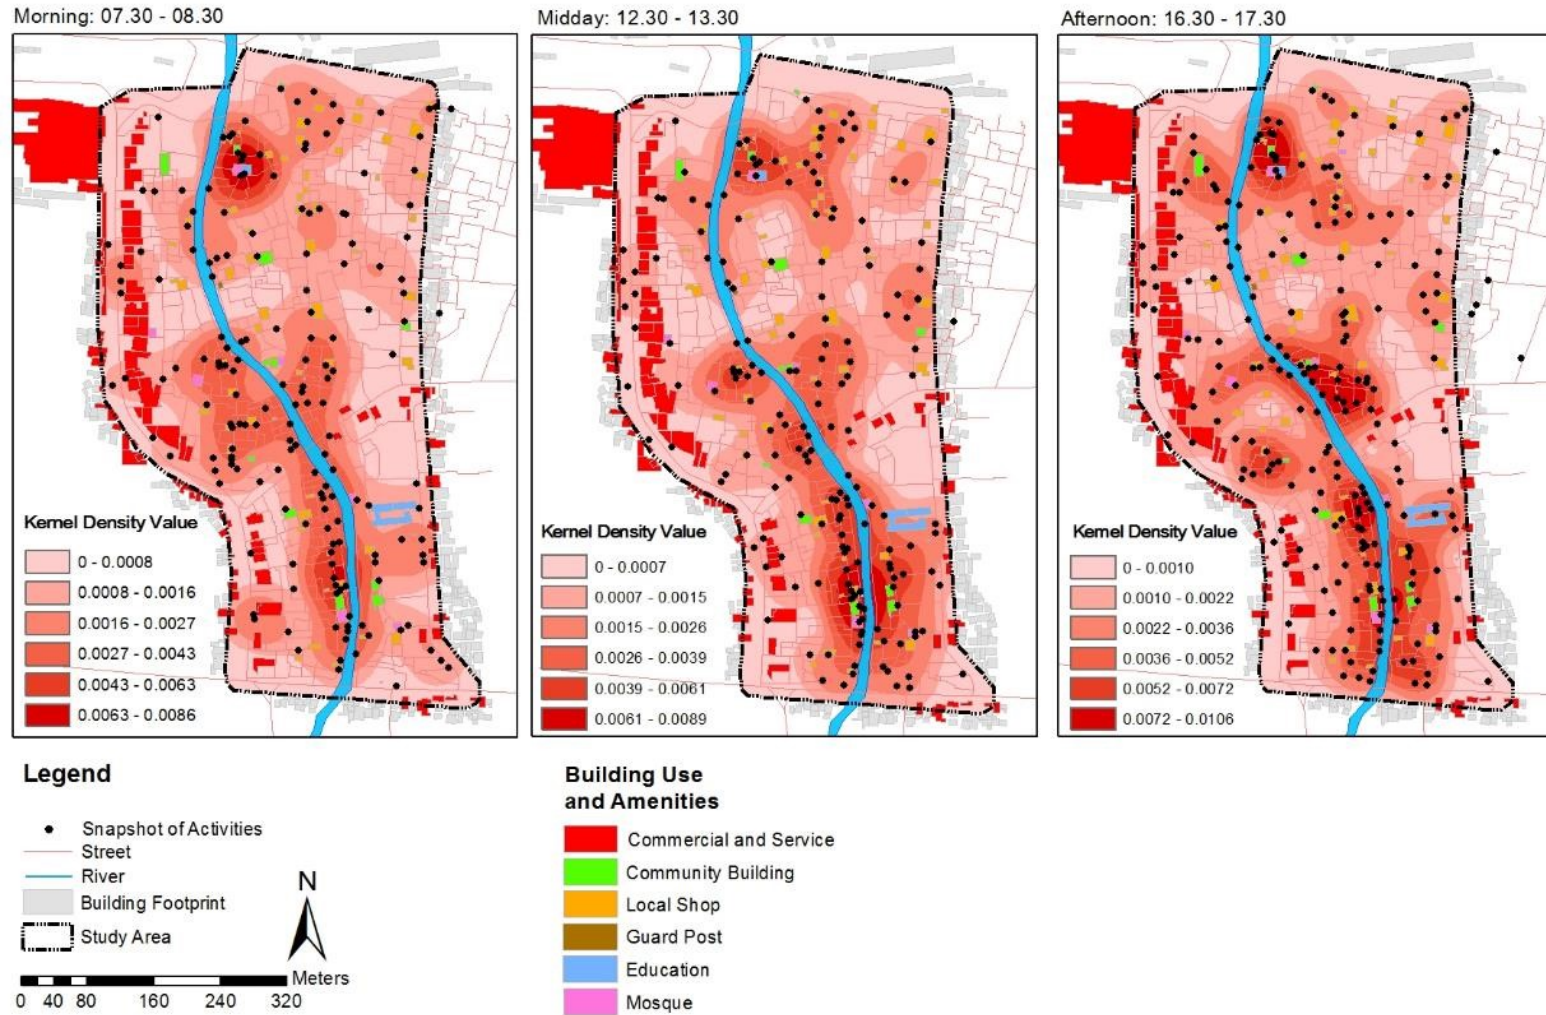 Morning: 07.30 - 08.30
Midday: 12.30 - 13.30
Afternoon: 16.30 - 17.30
Kernel Density Value
0 - 0.0008
0.0008 - 0.0016
0.0016 - 0.0027
0.0027 - 0.0043
0.0043 - 0.0063
0.0063 - 0.0086
Kernel Density Value
0 - 0.0007
0.0007 - 0.0015
0.0015 - 0.0026
0.0026 - 0.0039
0.0039 - 0.0061
0.0061 - 0.0089
Kernel Density Value
0 - 0.0010
0.0010 - 0.0022
0.0022 - 0.0036
0.0036 - 0.0052
0.0052 - 0.0072
0.0072 - 0.0106
Legend
Snapshot of Activities
Street
River
Building Footprint
Study Area
N
Meters
0 40 80 160 240 320
Building Use
and Amenities
Commercial and Service
Community Building
Local Shop
Guard Post
Education
Mosque